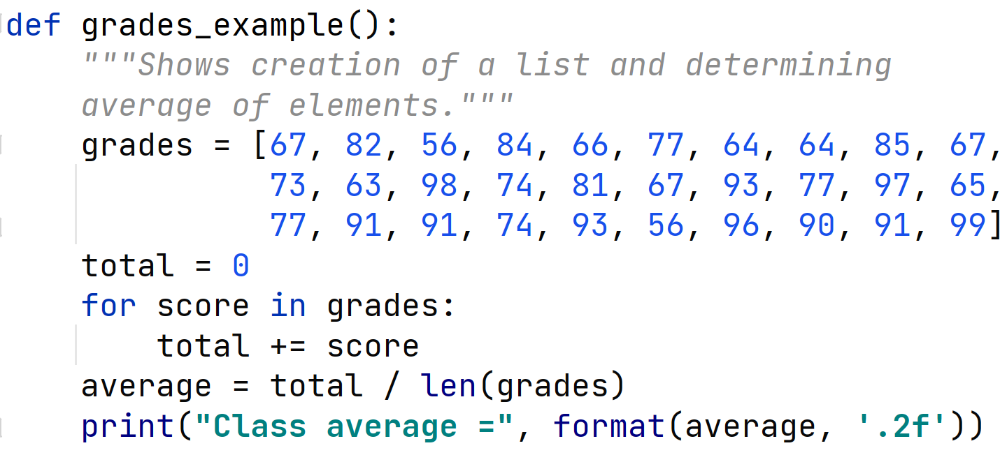 def grades_example():
    """Shows creation of a list and determining
    average of elements."""
    grades = [67, 82, 56, 84, 66, 77, 64, 64, 85, 67,
              73, 63, 98, 74, 81, 67, 93, 77, 97, 65,
              77, 91, 91, 74, 93, 56, 96, 90, 91, 99]
    total = 0
    for score in grades:
        total += score
    average = total / len(grades)
    print("Class average =", format(average, '.2f'))